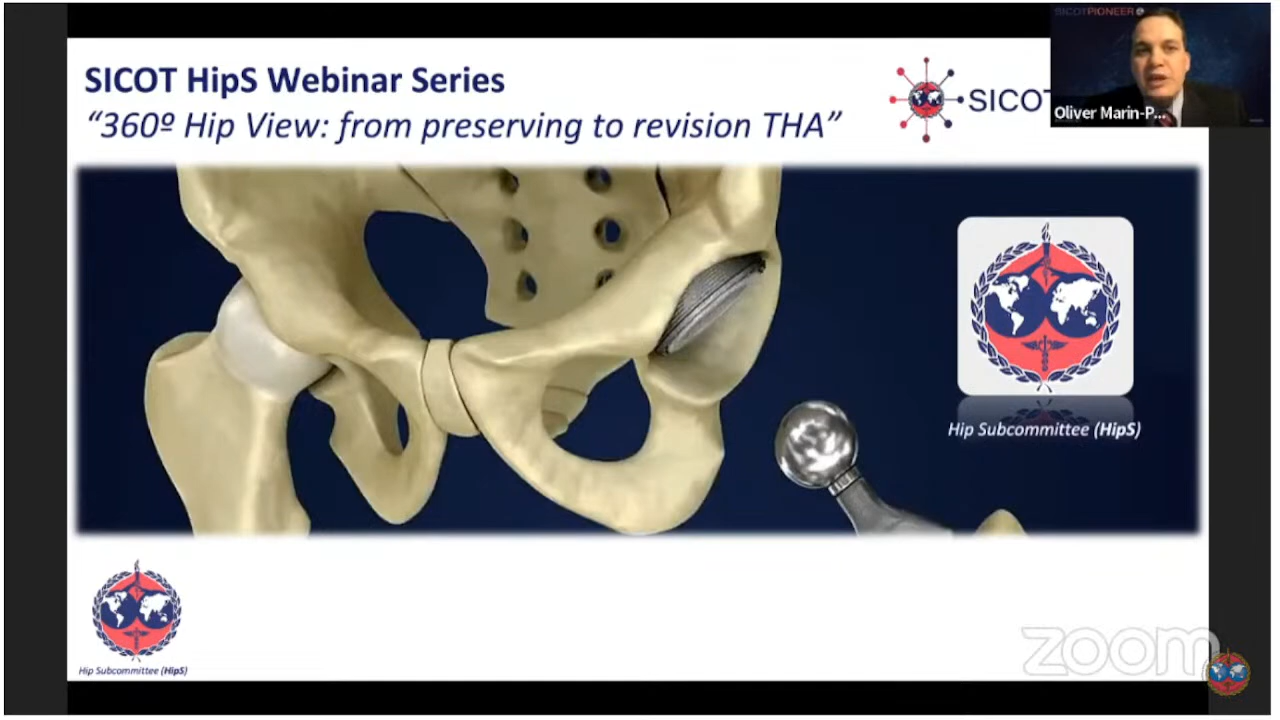 SICOT HipS Webinar Series
“360º Hip View: from preserving to revision THA”
SICOT
SICOTPIONEER
Oliver Marin-P...
Hip Subcommittee (HipS)
Hip Subcommittee (HipS)
zoom